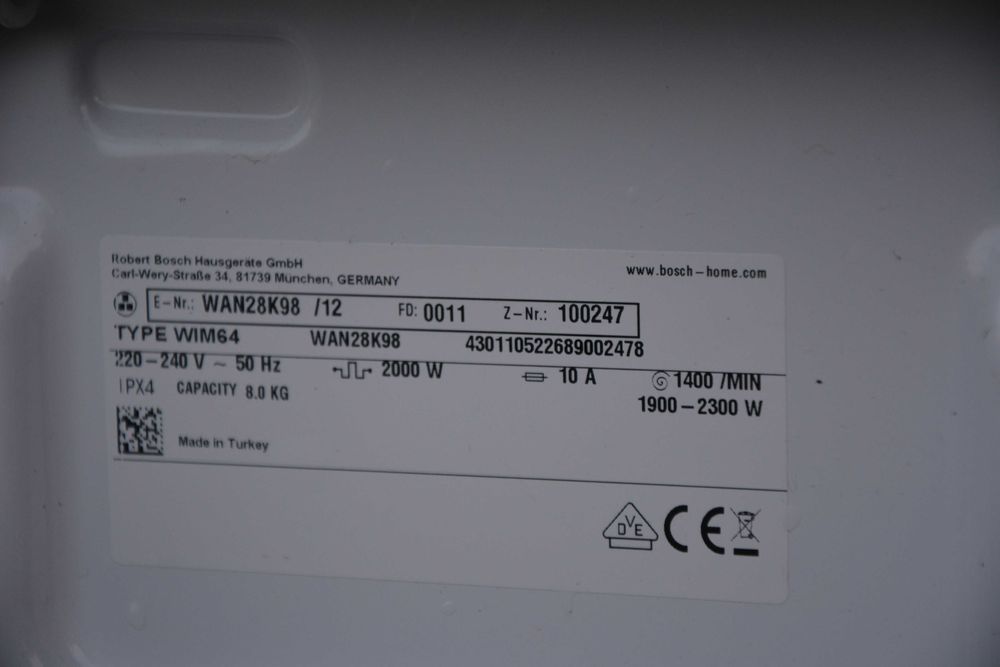 Robert Bosch Hausgeräte GmbH
Carl-Wery-Straße 34, 81739 München, GERMANY
www.bosch-home.com
E-Nr.: WAN28K98 /12 FD: 0011 Z-Nr.: 100247
TYPE WIM64 WAN28K98 430110522689002478
220-240 V ~ 50 Hz 2000 W 10 A 1400 /MIN
IPX4 CAPACITY 8.0 KG 1900-2300 W
Made in Turkey
DVE CE